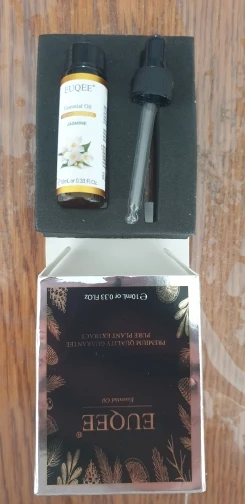 EUQEE®
Essential Oil
JASMINE
10mL or 0.33 Fl.Oz
EUQEE®
Essential Oil
PREMIUM QUALITY GUARANTEE
PURE PLANT EXTRACS
℮10mL or 0.33 Fl.Oz